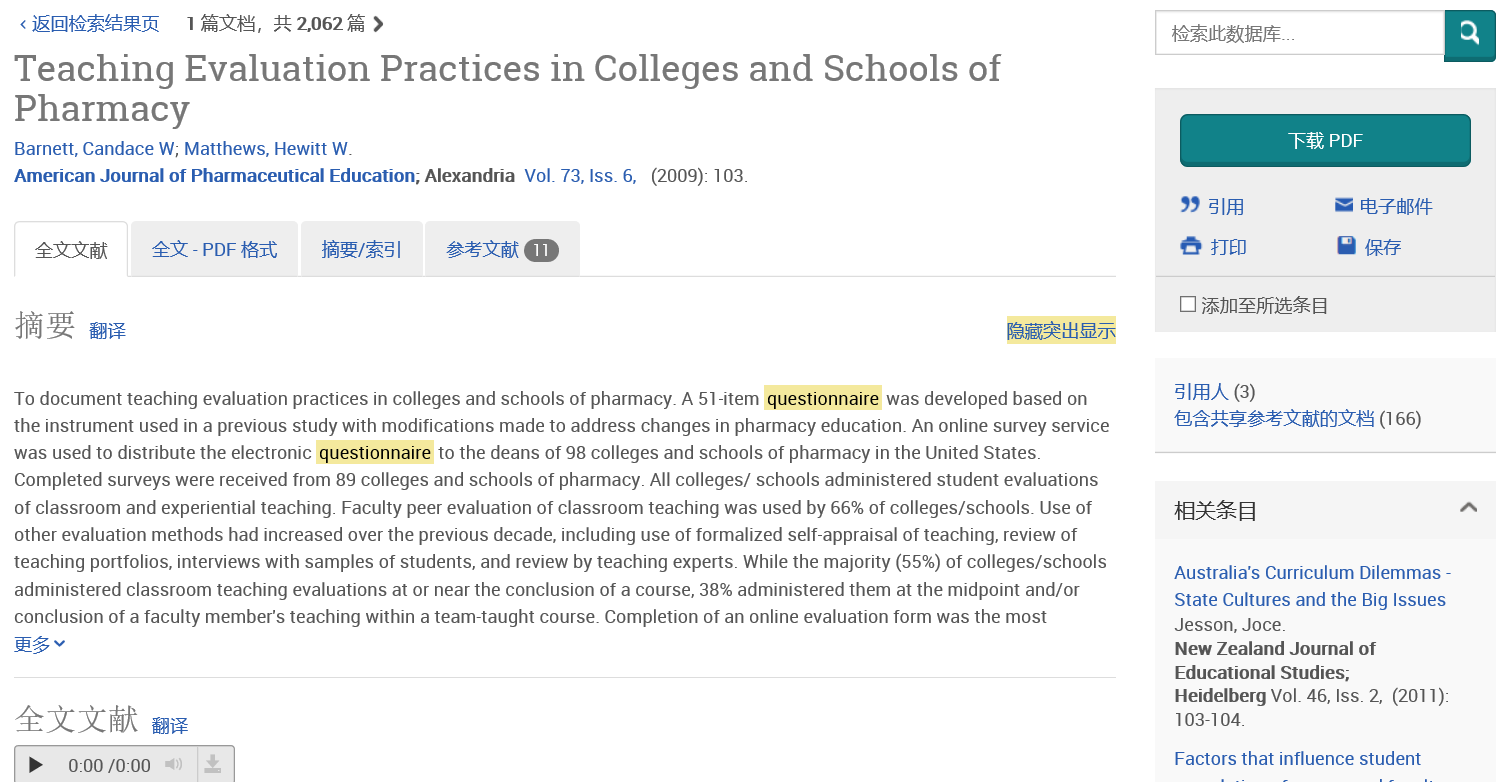 ‹ 返回检索结果页 1 篇文档，共 2,062 篇 ❯
Teaching Evaluation Practices in Colleges and Schools of
Pharmacy
Barnett, Candace W; Matthews, Hewitt W.
American Journal of Pharmaceutical Education; Alexandria Vol. 73, Iss. 6, (2009): 103.
全文文献 全文 - PDF 格式 摘要/索引 参考文献 11
摘要 翻译 隐藏突出显示
To document teaching evaluation practices in colleges and schools of pharmacy. A 51-item questionnaire was developed based on
the instrument used in a previous study with modifications made to address changes in pharmacy education. An online survey service
was used to distribute the electronic questionnaire to the deans of 98 colleges and schools of pharmacy in the United States.
Completed surveys were received from 89 colleges and schools of pharmacy. All colleges/ schools administered student evaluations
of classroom and experiential teaching. Faculty peer evaluation of classroom teaching was used by 66% of colleges/schools. Use of
other evaluation methods had increased over the previous decade, including use of formalized self-appraisal of teaching, review of
teaching portfolios, interviews with samples of students, and review by teaching experts. While the majority (55%) of colleges/schools
administered classroom teaching evaluations at or near the conclusion of a course, 38% administered them at the midpoint and/or
conclusion of a faculty member's teaching within a team-taught course. Completion of an online evaluation form was the most
更多
全文文献 翻译
0:00 /0:00
检索此数据库...
下载 PDF
引用 电子邮件
打印 保存
添加至所选条目
引用人 (3)
包含共享参考文献的文档 (166)
相关条目
Australia's Curriculum Dilemmas -
State Cultures and the Big Issues
Jesson, Joce.
New Zealand Journal of
Educational Studies;
Heidelberg Vol. 46, Iss. 2, (2011):
103-104.
Factors that influence student